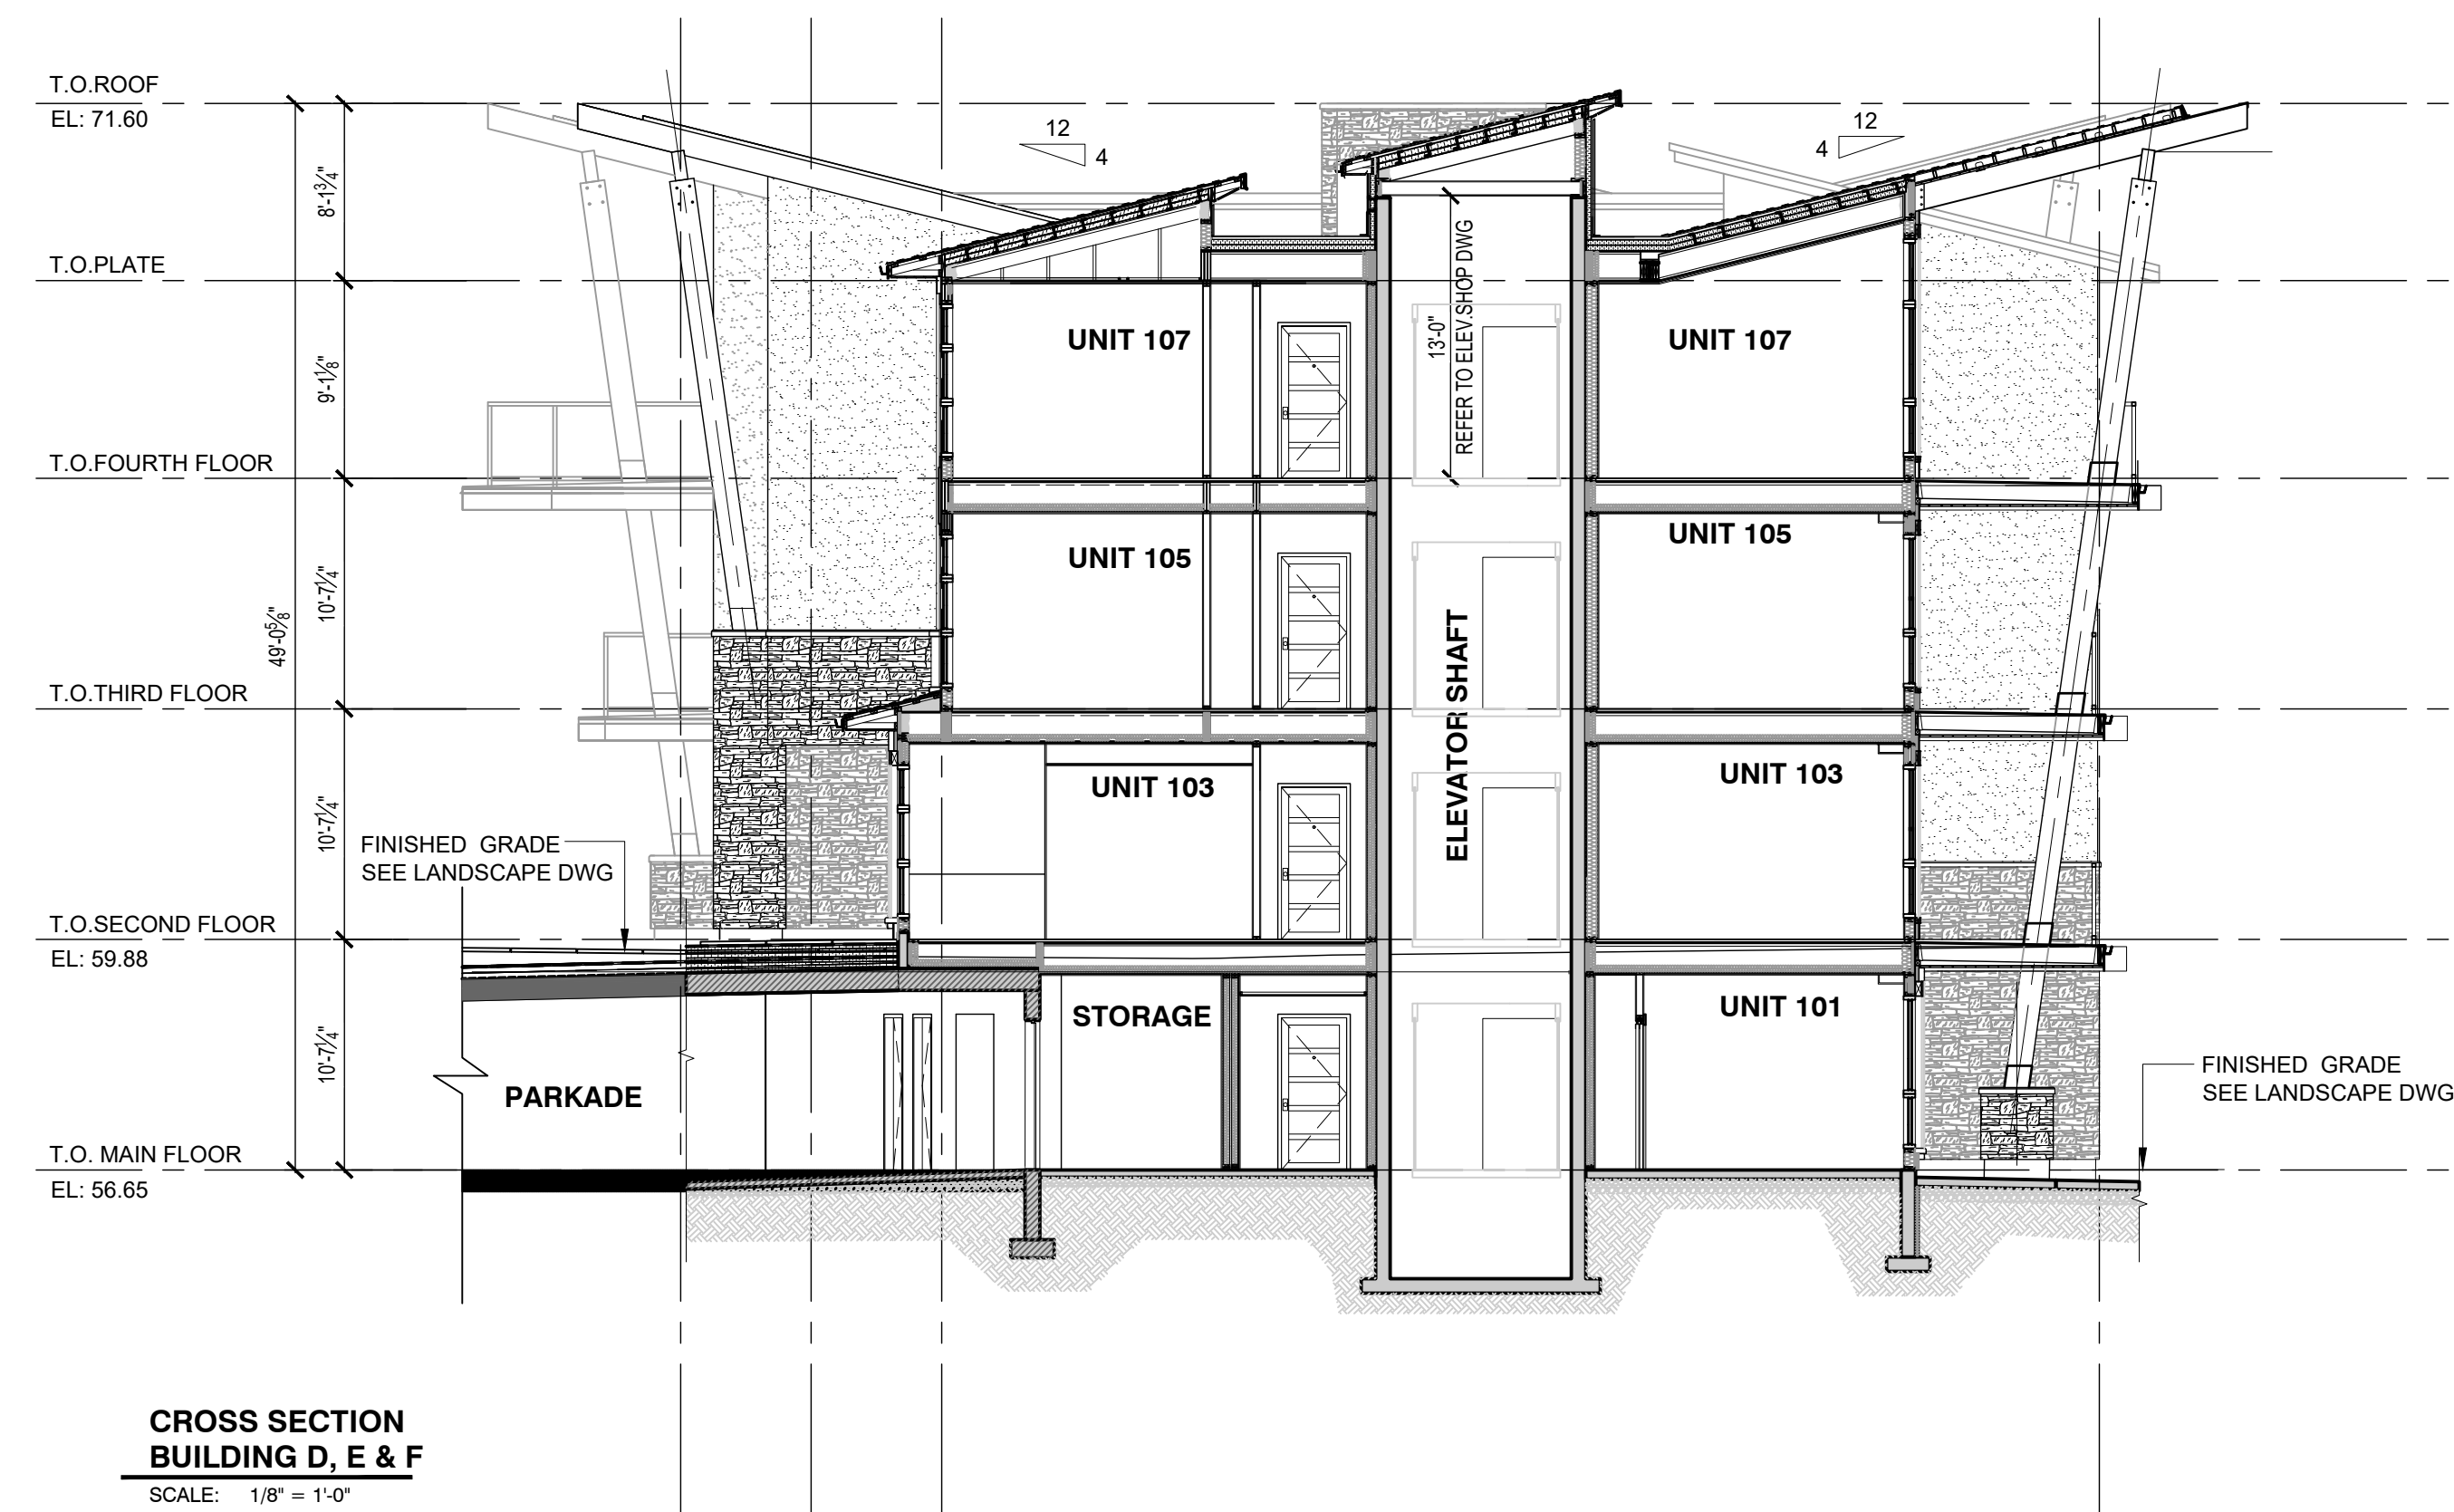 T.O.ROOF
EL: 71.60
12
4
12
4
8'-1¾"
T.O.PLATE
REFER TO ELEV.SHOP DWG
13'-0"
UNIT 107
UNIT 107
9'-1⅛"
T.O.FOURTH FLOOR
UNIT 105
UNIT 105
10'-7¼"
49'-0⅝"
ELEVATOR SHAFT
T.O.THIRD FLOOR
UNIT 103
UNIT 103
10'-7¼"
FINISHED GRADE
SEE LANDSCAPE DWG
T.O.SECOND FLOOR
EL: 59.88
STORAGE
UNIT 101
10'-7¼"
PARKADE
FINISHED GRADE
SEE LANDSCAPE DWG
T.O. MAIN FLOOR
EL: 56.65
CROSS SECTION
BUILDING D, E & F
SCALE: 1/8" = 1'-0"